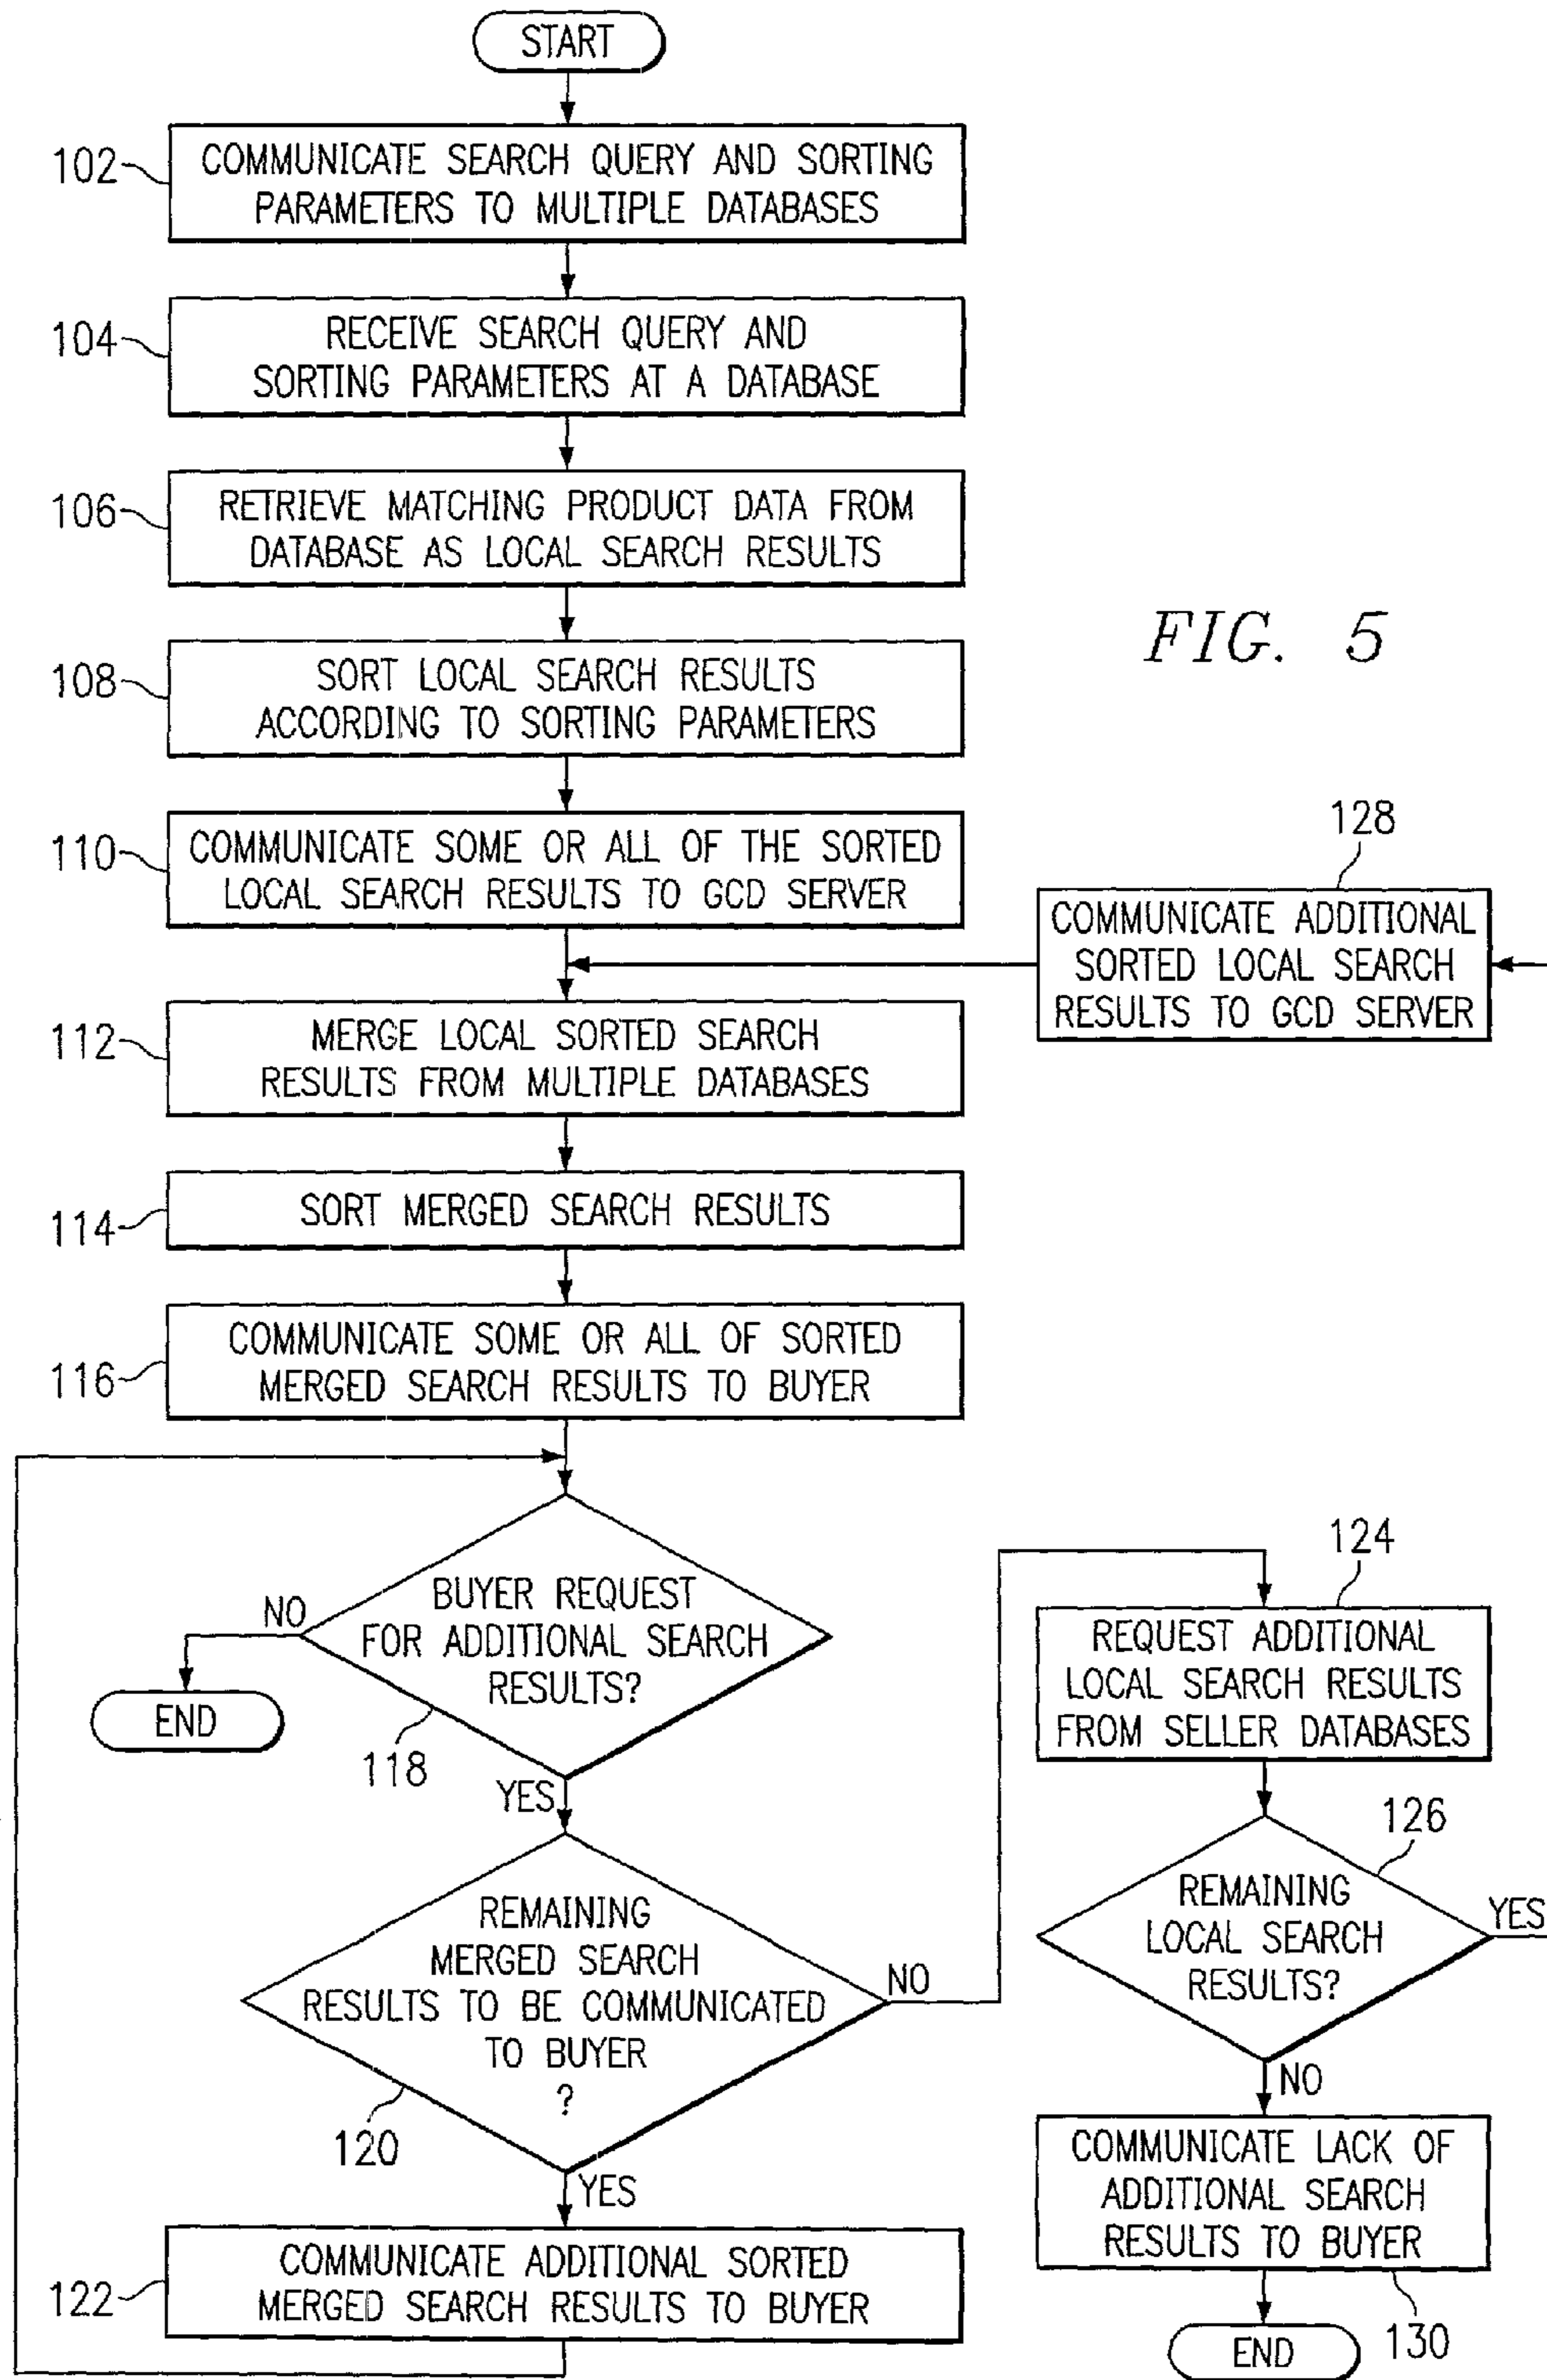 START
102
COMMUNICATE SEARCH QUERY AND SORTING
PARAMETERS TO MULTIPLE DATABASES
104
RECEIVE SEARCH QUERY AND
SORTING PARAMETERS AT A DATABASE
106
RETRIEVE MATCHING PRODUCT DATA FROM
DATABASE AS LOCAL SEARCH RESULTS
FIG. 5
108
SORT LOCAL SEARCH RESULTS
ACCORDING TO SORTING PARAMETERS
110
COMMUNICATE SOME OR ALL OF THE SORTED
LOCAL SEARCH RESULTS TO GCD SERVER
128
COMMUNICATE ADDITIONAL
SORTED LOCAL SEARCH
RESULTS TO GCD SERVER
112
MERGE LOCAL SORTED SEARCH
RESULTS FROM MULTIPLE DATABASES
114
SORT MERGED SEARCH RESULTS
116
COMMUNICATE SOME OR ALL OF SORTED
MERGED SEARCH RESULTS TO BUYER
BUYER REQUEST
FOR ADDITIONAL SEARCH
RESULTS?
NO
END
118
YES
REMAINING
MERGED SEARCH
RESULTS TO BE COMMUNICATED
TO BUYER
?
NO
120
YES
122
COMMUNICATE ADDITIONAL SORTED
MERGED SEARCH RESULTS TO BUYER
124
REQUEST ADDITIONAL
LOCAL SEARCH RESULTS
FROM SELLER DATABASES
126
REMAINING
LOCAL SEARCH
RESULTS?
YES
NO
COMMUNICATE LACK OF
ADDITIONAL SEARCH
RESULTS TO BUYER
130
END